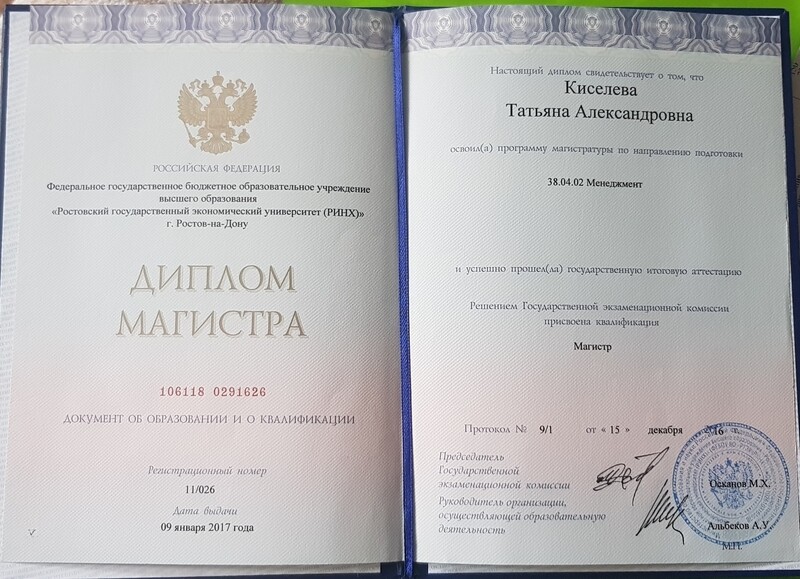 РОССИЙСКАЯ ФЕДЕРАЦИЯ
Федеральное государственное бюджетное образовательное учреждение
высшего образования
«Ростовский государственный экономический университет (РИНХ)»
г. Ростов-на-Дону
ДИПЛОМ
МАГИСТРА
106118 0291626
ДОКУМЕНТ ОБ ОБРАЗОВАНИИ И О КВАЛИФИКАЦИИ
Регистрационный номер
11/026
Дата выдачи
09 января 2017 года
Настоящий диплом свидетельствует о том, что
Киселева
Татьяна Александровна
освоил(а) программу магистратуры по направлению подготовки
38.04.02 Менеджмент
и успешно прошел(ла) государственную итоговую аттестацию
Решением Государственной экзаменационной комиссии
присвоена квалификация
Магистр
Протокол № 9/1 от « 15 » декабря
Председатель
Государственной
экзаменационной комиссии
Осканов М.Х.
Руководитель организации,
осуществляющей образовательную
деятельность
Альбеков А.У.
М.П.